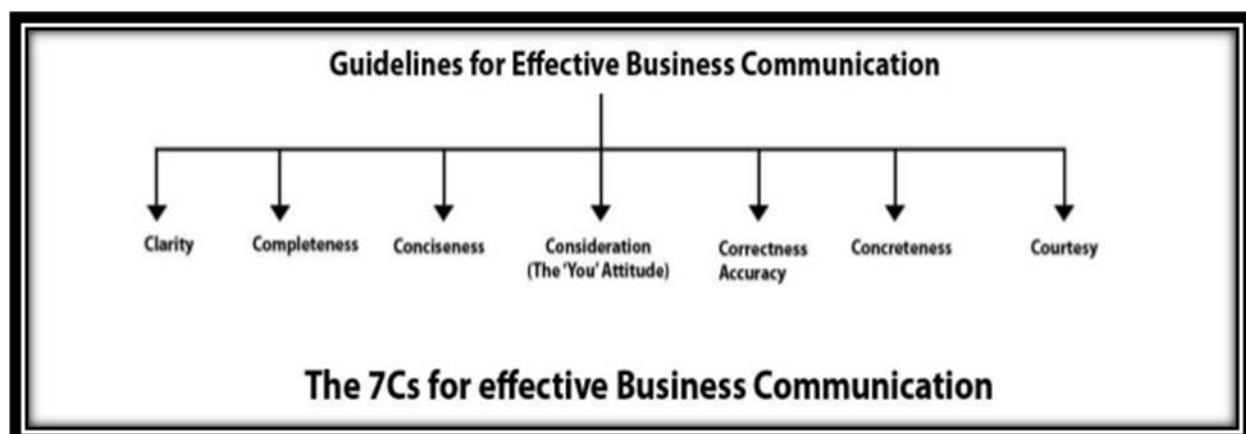 Guidelines for Effective Business Communication
Clarity
Completeness
Conciseness
Consideration
(The 'You' Attitude)
Correctness
Accuracy
Concreteness
Courtesy
The 7Cs for effective Business Communication